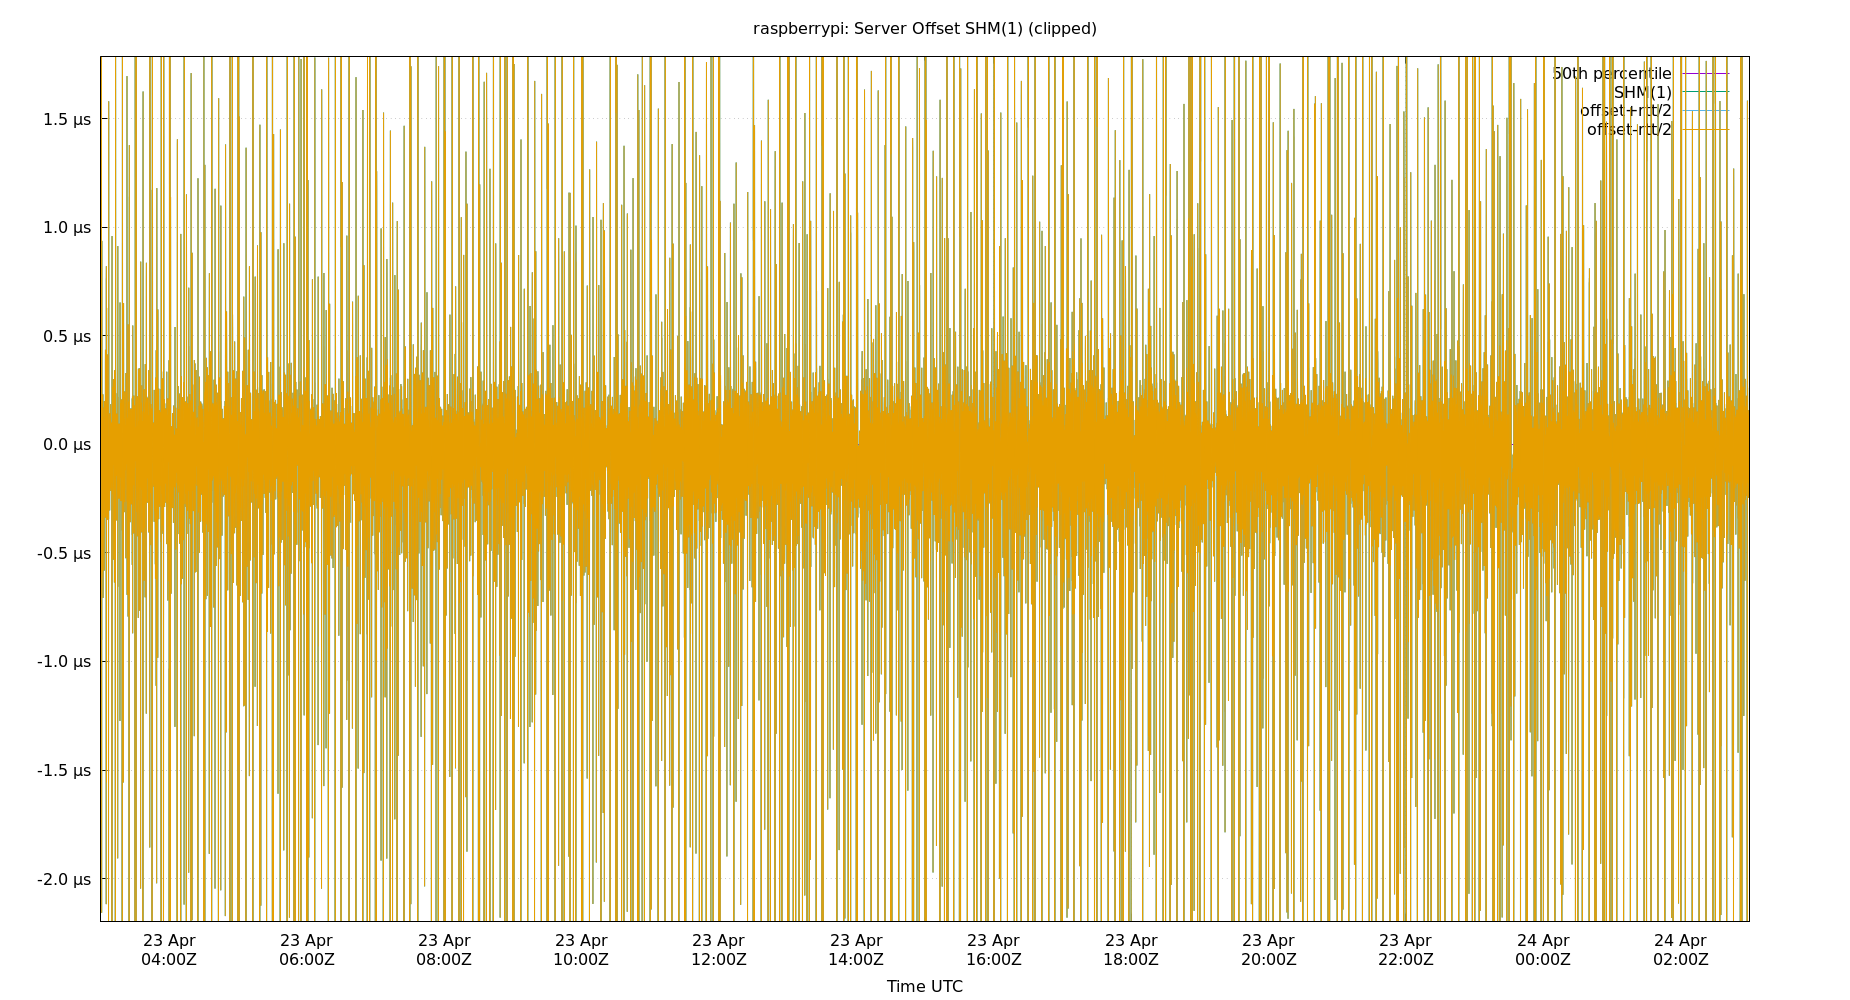 raspberrypi: Server Offset SHM(1) (clipped)
50th percentile
SHM(1)
offset+rtt/2
offset-rtt/2
1.5 µs
1.0 µs
0.5 µs
0.0 µs
-0.5 µs
-1.0 µs
-1.5 µs
-2.0 µs
23 Apr 23 Apr 23 Apr 23 Apr 23 Apr 23 Apr 23 Apr 23 Apr 23 Apr 23 Apr 24 Apr 24 Apr
04:00Z 06:00Z 08:00Z 10:00Z 12:00Z 14:00Z 16:00Z 18:00Z 20:00Z 22:00Z 00:00Z 02:00Z
Time UTC